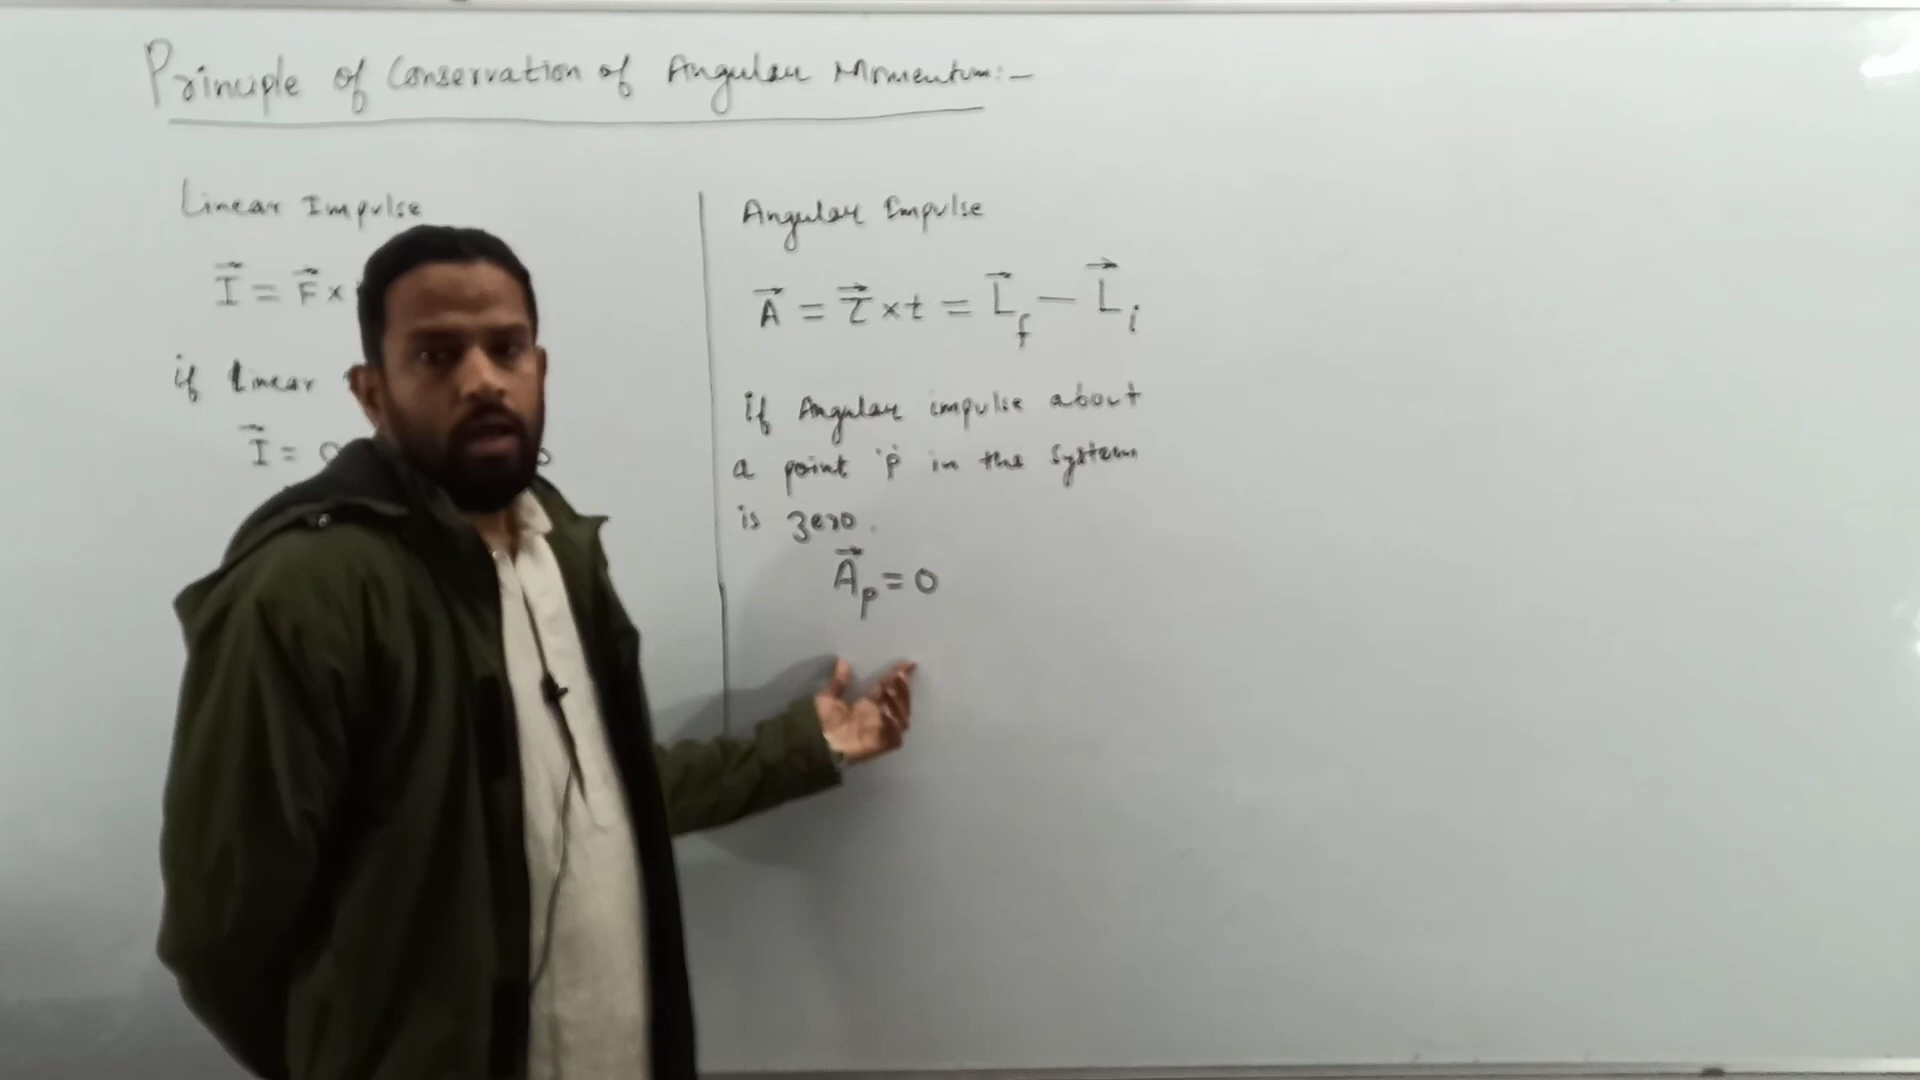 Principle of Conservation of Angular Momentum:-
Linear Impulse
I = F ×
if Linear
I =
Angular Impulse
A = τ × t = L_f - L_i
if Angular impulse about
a point 'p' in the system
is zero.
A_p = 0